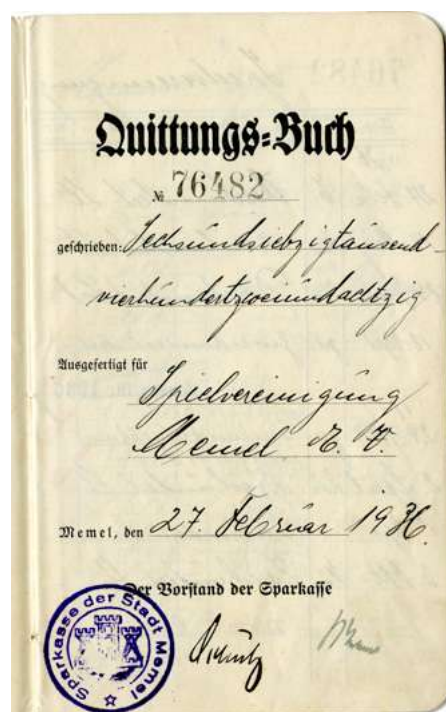 Quittungs=Buch
№ 76482
geschrieben: Sechsundsiebzigtausend-
vierhundertzweiundachtzig
Ausgefertigt für
Spielvereinigung
Memel E. V.
Memel, den 27. Februar 1936.
Der Vorstand der Sparkasse
Sparkasse der Stadt Memel